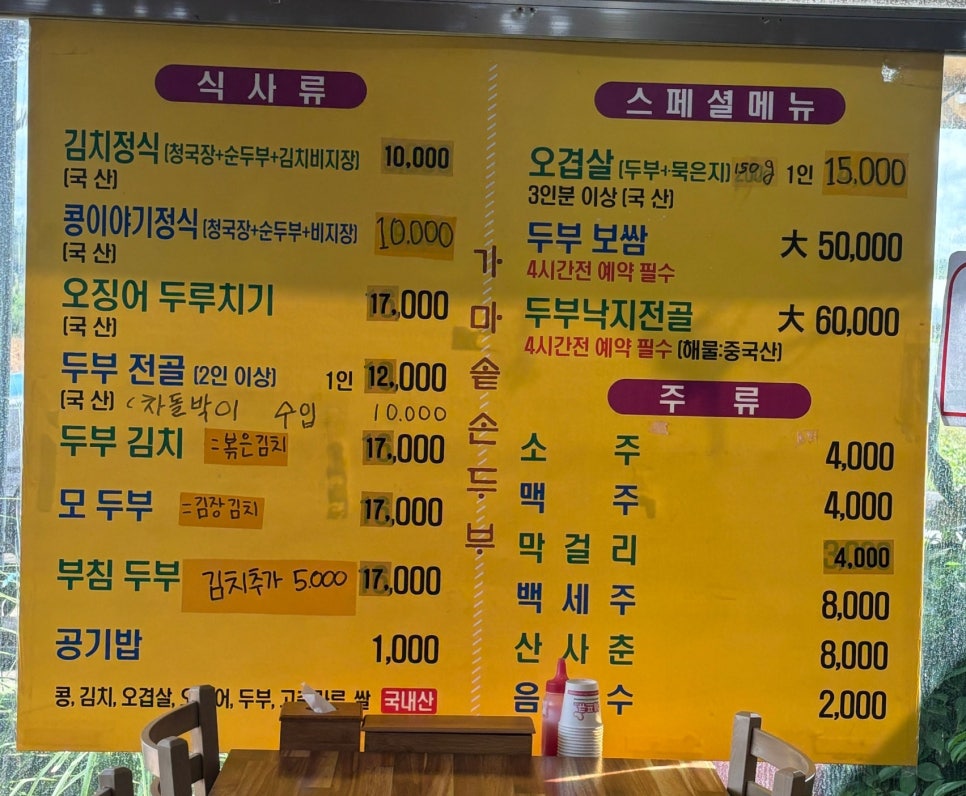 식사류
김치정식 (청국장+순두부+김치비지장) 10,000
(국 산)
콩이야기정식 (청국장+순두부+비지장) 10.000
(국 산)
오징어 두루치기 17,000
(국 산)
두부 전골 (2인 이상) 1인 12,000
(국 산) 차돌박이 수입 10.000
두부 김치 =볶은김치 17,000
모 두부 =김장김치 17,000
부침 두부 김치추가 5.000 17,000
공기밥 1,000
콩, 김치, 오겹살, 두부, 쌀 국내산
가마솥손두부
스페셜메뉴
오겹살 (두부+묵은지) 150g 1인 15,000
3인분 이상 (국 산)
두부 보쌈 大 50,000
4시간전 예약 필수
두부낙지전골 大 60,000
4시간전 예약 필수 (해물:중국산)
주 류
소 주 4,000
맥 주 4,000
막 걸 리 4,000
백 세 주 8,000
산 사 춘 8,000
음 수 2,000